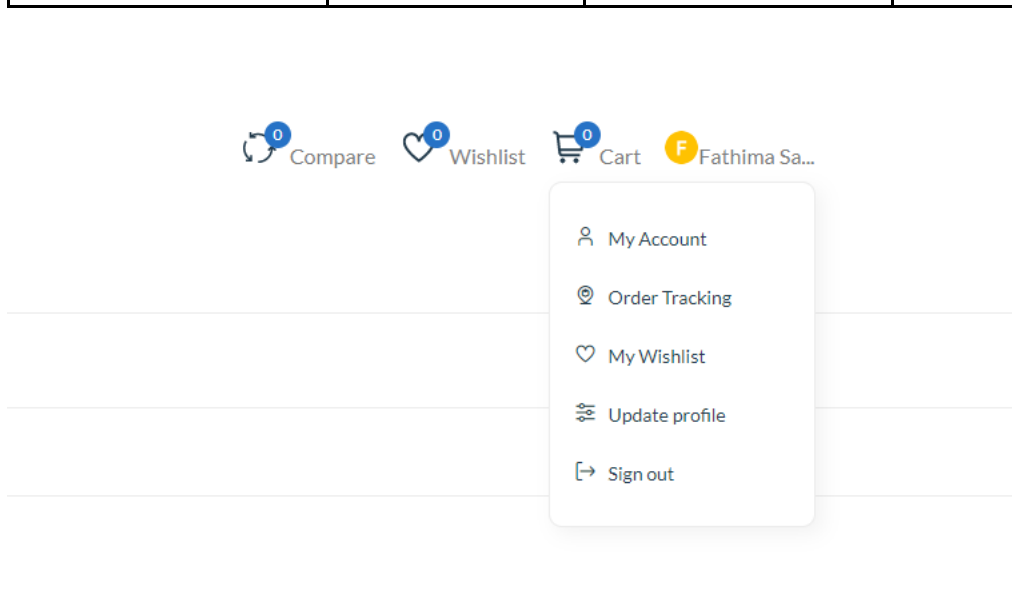 0 Compare 0 Wishlist 0 Cart F Fathima Sa...
My Account
Order Tracking
My Wishlist
Update profile
Sign out